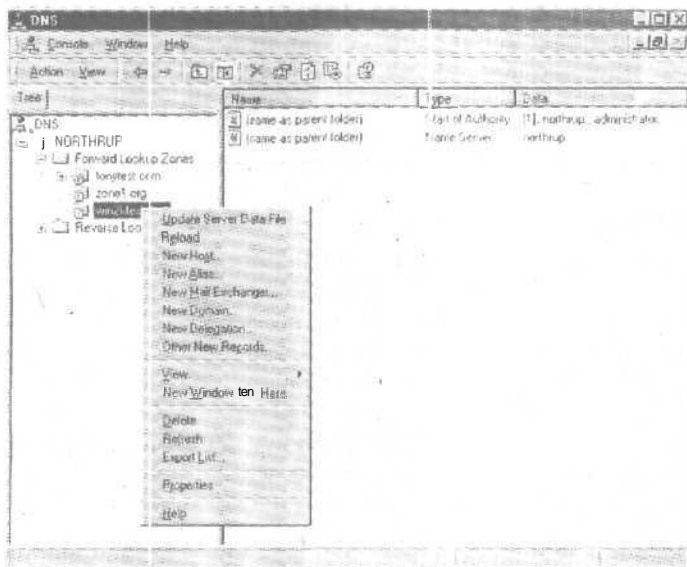 DNS
Console Window Help
Action View
Tree
Name Type Data
DNS
(same as parent folder) Start of Authority [1], northrup., administrator.
j NORTHRUP
(same as parent folder) Name Server northrup.
Forward Lookup Zones
tonytest.com
zone1.org
Reverse Loo
Update Server Data File
Reload
New Host...
New Alias...
New Mail Exchanger...
New Domain...
New Delegation...
Other New Records...
View
New Window ten Here
Delete
Refresh
Export List...
Properties
Help